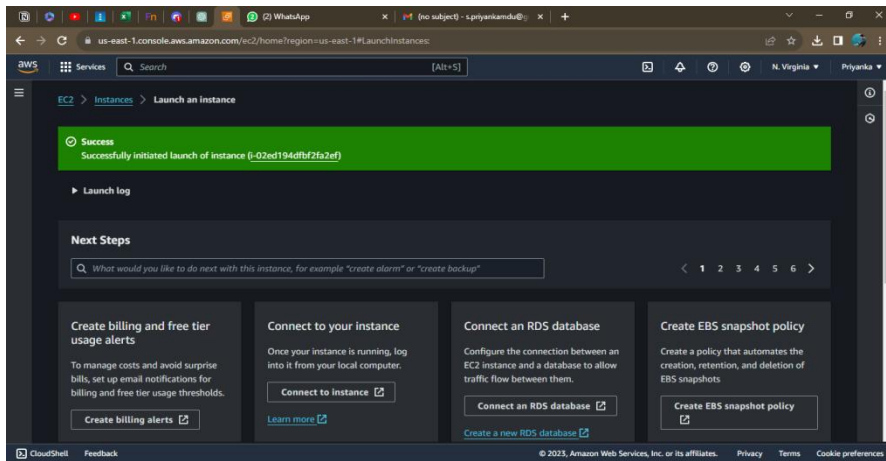 (2) WhatsApp
(no subject) - s.priyankamdu@g
us-east-1.console.aws.amazon.com/ec2/home?region=us-east-1#LaunchInstances:
aws
Services
Search
[Alt+S]
N. Virginia
Priyanka
EC2 > Instances > Launch an instance
Success
Successfully initiated launch of instance (i-02ed194dfbf2fa2ef)
Launch log
Next Steps
What would you like to do next with this instance, for example "create alarm" or "create backup"
1 2 3 4 5 6
Create billing and free tier
usage alerts
To manage costs and avoid surprise
bills, set up email notifications for
billing and free tier usage thresholds.
Create billing alerts
Connect to your instance
Once your instance is running, log
into it from your local computer.
Connect to instance
Learn more
Connect an RDS database
Configure the connection between an
EC2 instance and a database to allow
traffic flow between them.
Connect an RDS database
Create a new RDS database
Create EBS snapshot policy
Create a policy that automates the
creation, retention, and deletion of
EBS snapshots
Create EBS snapshot policy
CloudShell
Feedback
© 2023, Amazon Web Services, Inc. or its affiliates.
Privacy
Terms
Cookie preferences